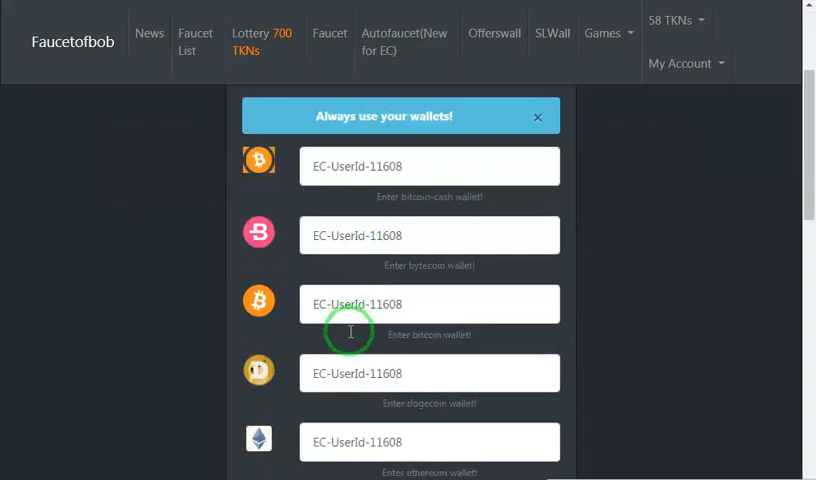 Faucetofbob
News
Faucet
List
Lottery 700
TKNs
Faucet
Autofaucet(New
for EC)
Offerswall
SLWall
Games
58 TKNs
My Account
Always use your wallets!
×
EC-UserId-11608
Enter bitcoin-cash wallet!
EC-UserId-11608
Enter bytecoin wallet!
EC-UserId-11608
Enter bitcoin wallet!
EC-UserId-11608
Enter dogecoin wallet!
EC-UserId-11608
Enter ethereum wallet!